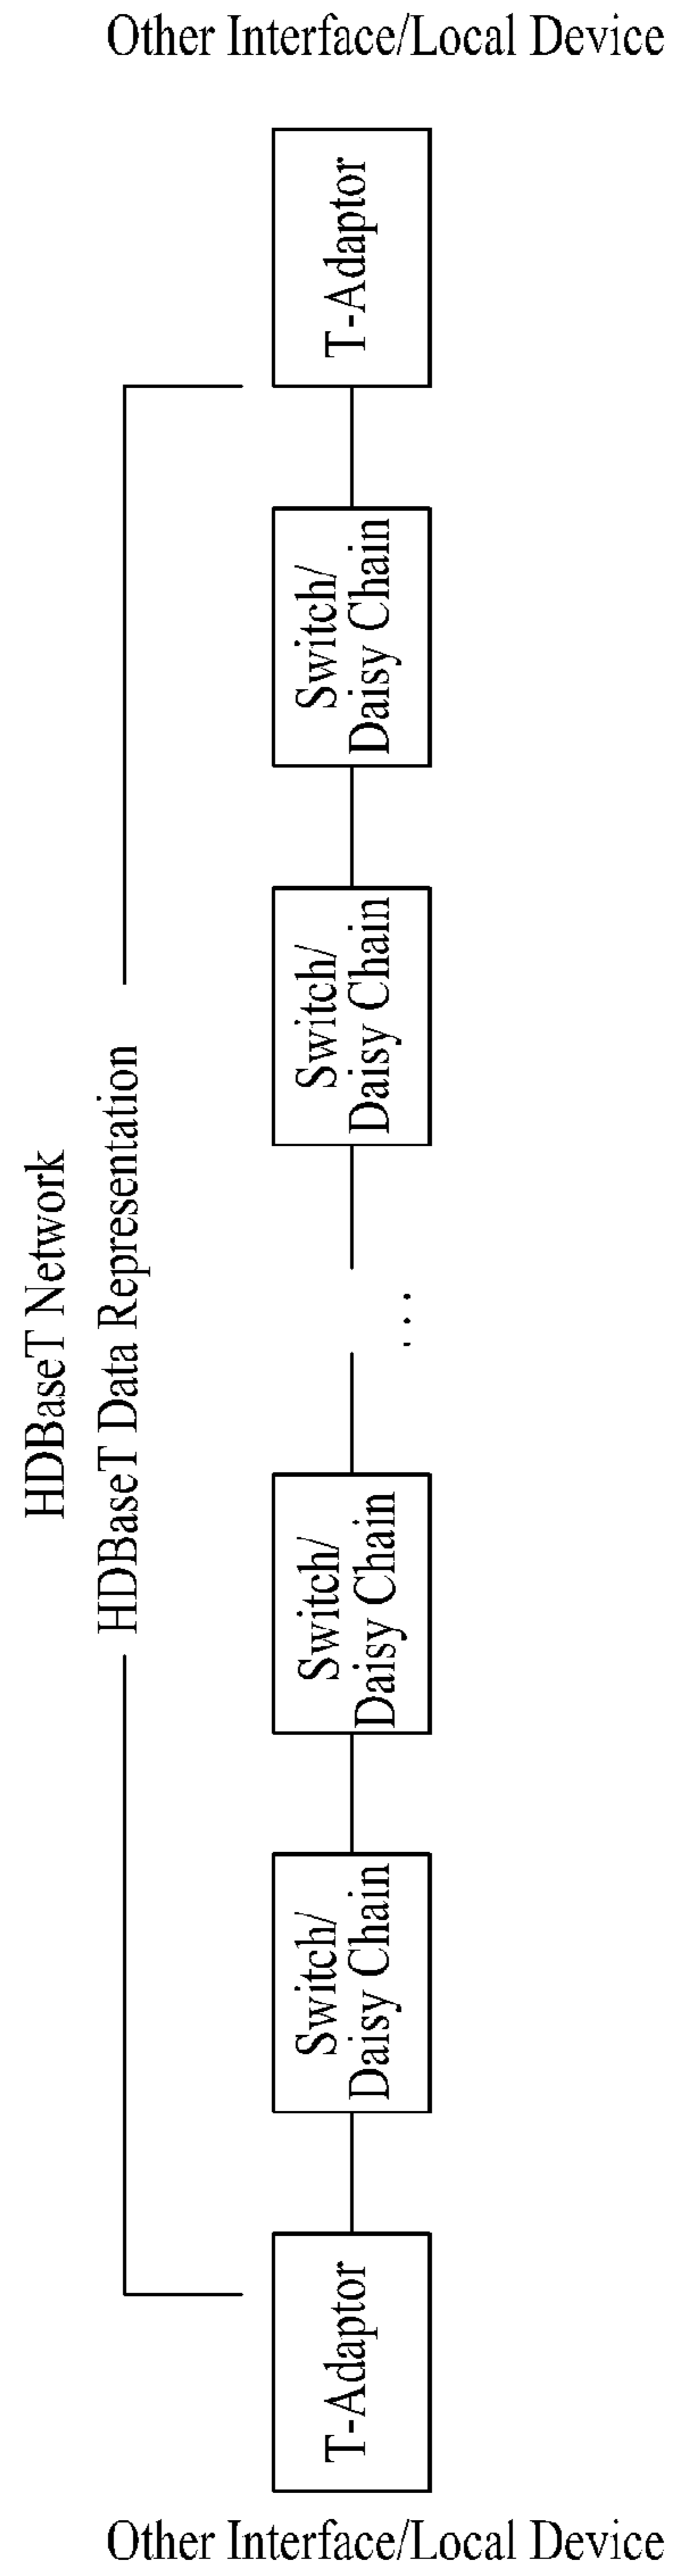 Other Interface/Local Device
HDBaseT Network
HDBaseT Data Representation
T-Adaptor
Switch/
Daisy Chain
Switch/
Daisy Chain
...
Switch/
Daisy Chain
Switch/
Daisy Chain
T-Adaptor
Other Interface/Local Device